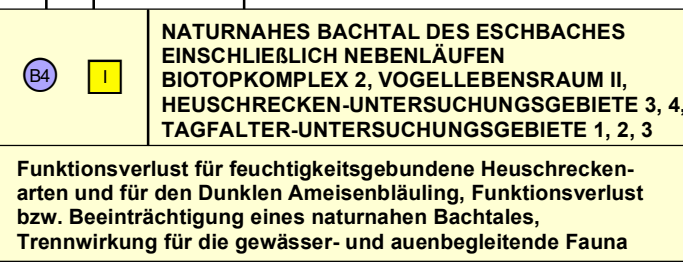 NATURNAHES BACHTAL DES ESCHBACHES
EINSCHLIEßLICH NEBENLÄUFEN
B4 I BIOTOPKOMPLEX 2, VOGELLEBENSRAUM II,
HEUSCHRECKEN-UNTERSUCHUNGSGEBIETE 3, 4,
TAGFALTER-UNTERSUCHUNGSGEBIETE 1, 2, 3
Funktionsverlust für feuchtigkeitsgebundene Heuschrecken-
arten und für den Dunklen Ameisenbläuling, Funktionsverlust
bzw. Beeinträchtigung eines naturnahen Bachtales,
Trennwirkung für die gewässer- und auenbegleitende Fauna